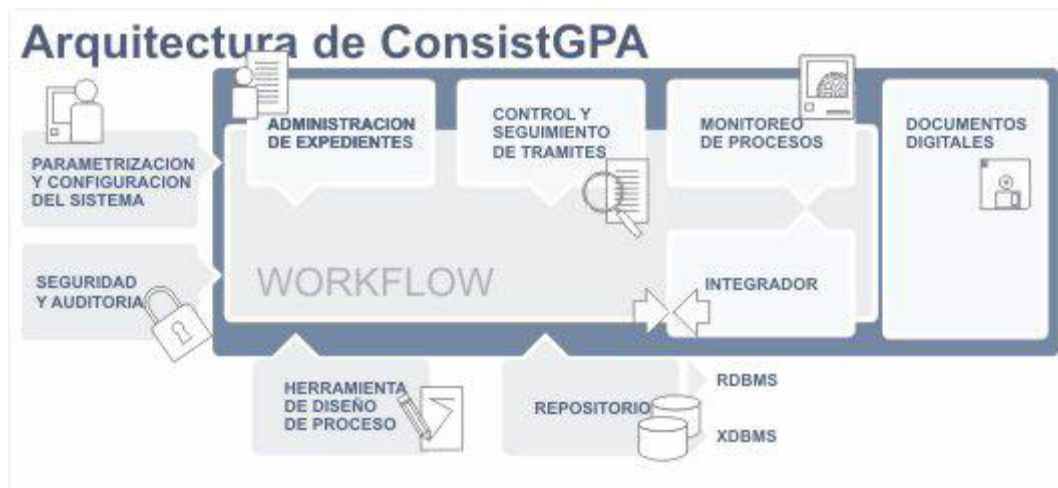 Arquitectura de ConsistGPA
PARAMETRIZACION
Y CONFIGURACION
DEL SISTEMA
SEGURIDAD
Y AUDITORIA
ADMINISTRACION
DE EXPEDIENTES
CONTROL Y
SEGUIMIENTO
DE TRAMITES
MONITOREO
DE PROCESOS
DOCUMENTOS
DIGITALES
WORKFLOW
INTEGRADOR
HERRAMIENTA
DE DISEÑO
DE PROCESO
REPOSITORIO
RDBMS
XDBMS